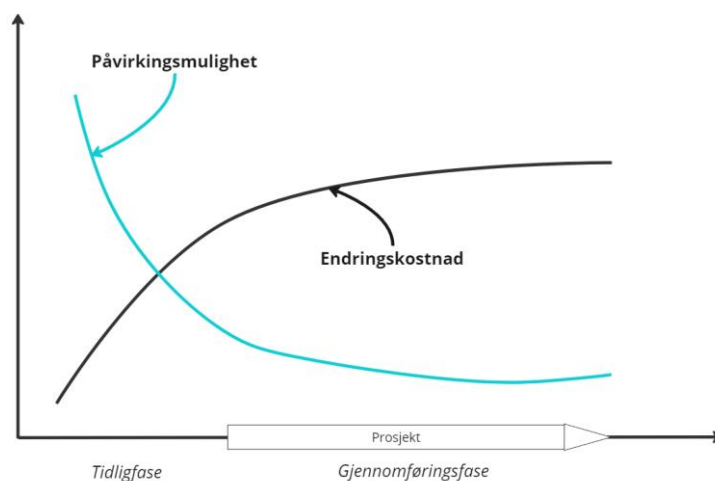 Påvirkingsmulighet
Endringskostnad
Prosjekt
Tidligfase
Gjennomføringsfase